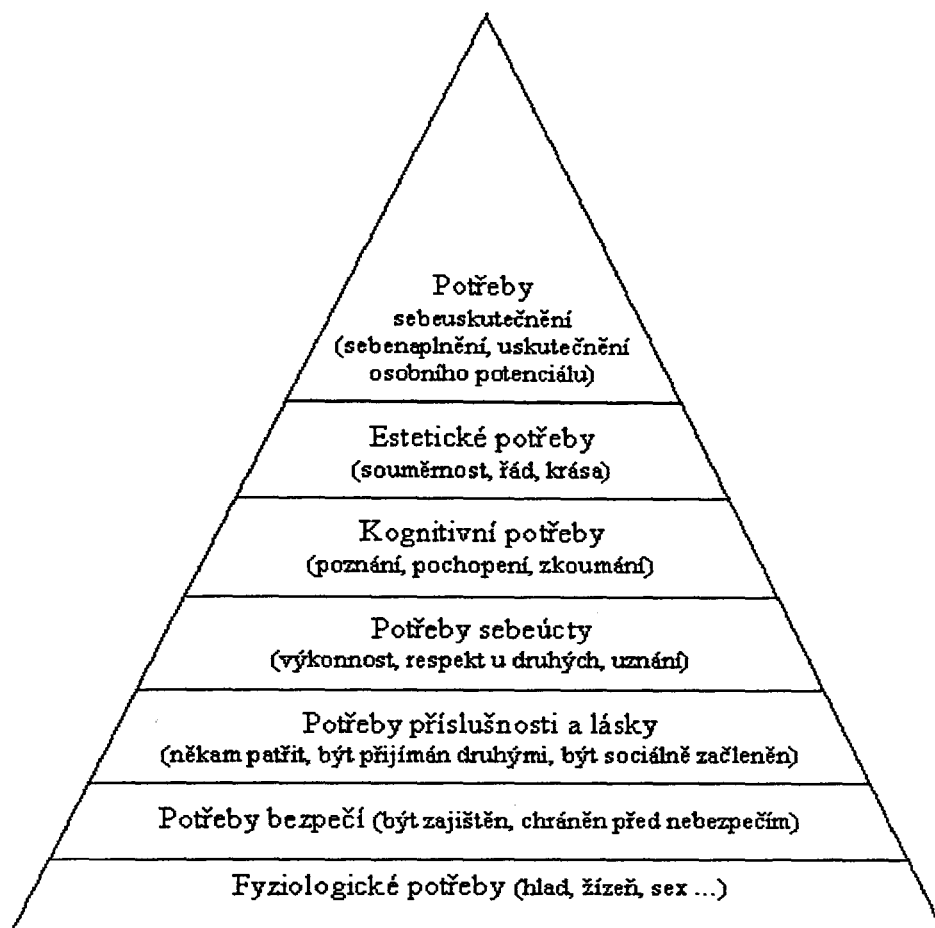 Potřeby
sebeuskutečnění
(sebenaplnění, uskutečnění
osobního potenciálu)
Estetické potřeby
(souměrnost, řád, krása)
Kognitivní potřeby
(poznání, pochopení, zkoumání)
Potřeby sebeúcty
(výkonnost, respekt u druhých, uznání)
Potřeby příslušnosti a lásky
(někam patřit, být přijímán druhými, být sociálně začleněn)
Potřeby bezpečí (být zajištěn, chráněn před nebezpečím)
Fyziologické potřeby (hlad, žízeň, sex ...)